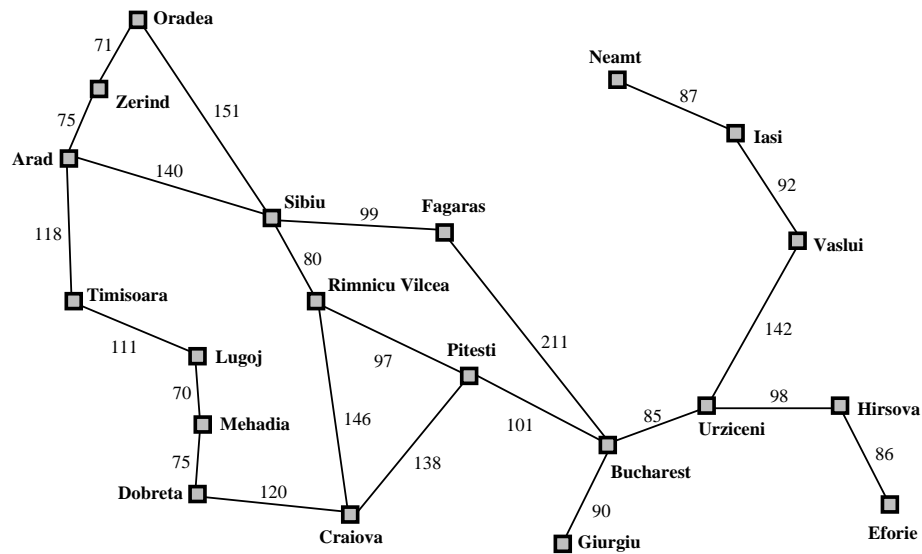 Oradea
71
Neamt
Zerind
87
151
75
Iasi
Arad
140
92
Sibiu
99
Fagaras
118
Vaslui
80
Timisoara
Rimnicu Vilcea
142
111
211
Lugoj
97
Pitesti
70
98
Hirsova
146
101
85
Urziceni
Mehadia
86
75
138
Bucharest
Dobreta
120
90
Craiova
Eforie
Giurgiu